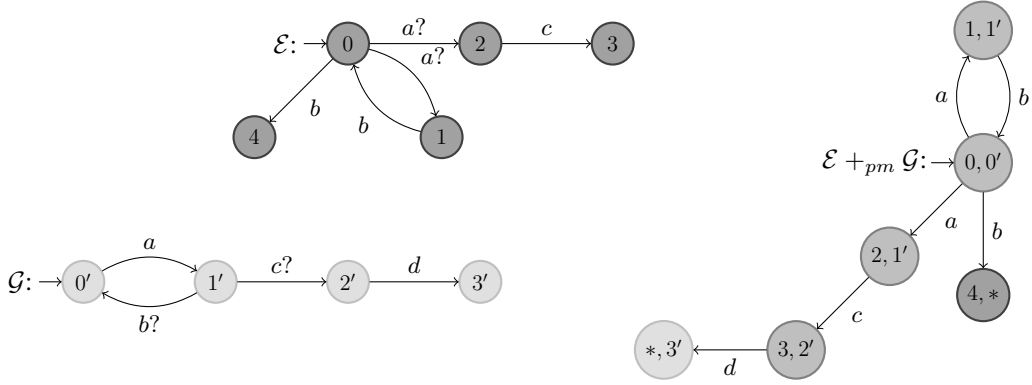 ℰ: 0 a? 2 c 3
a?
b b
4 1
𝒢: 0′ a 1′ c? 2′ d 3′
b?
1, 1′
a b
ℰ +ₚₘ 𝒢: 0, 0′
a b
2, 1′
4, ∗
c
∗, 3′ d 3, 2′